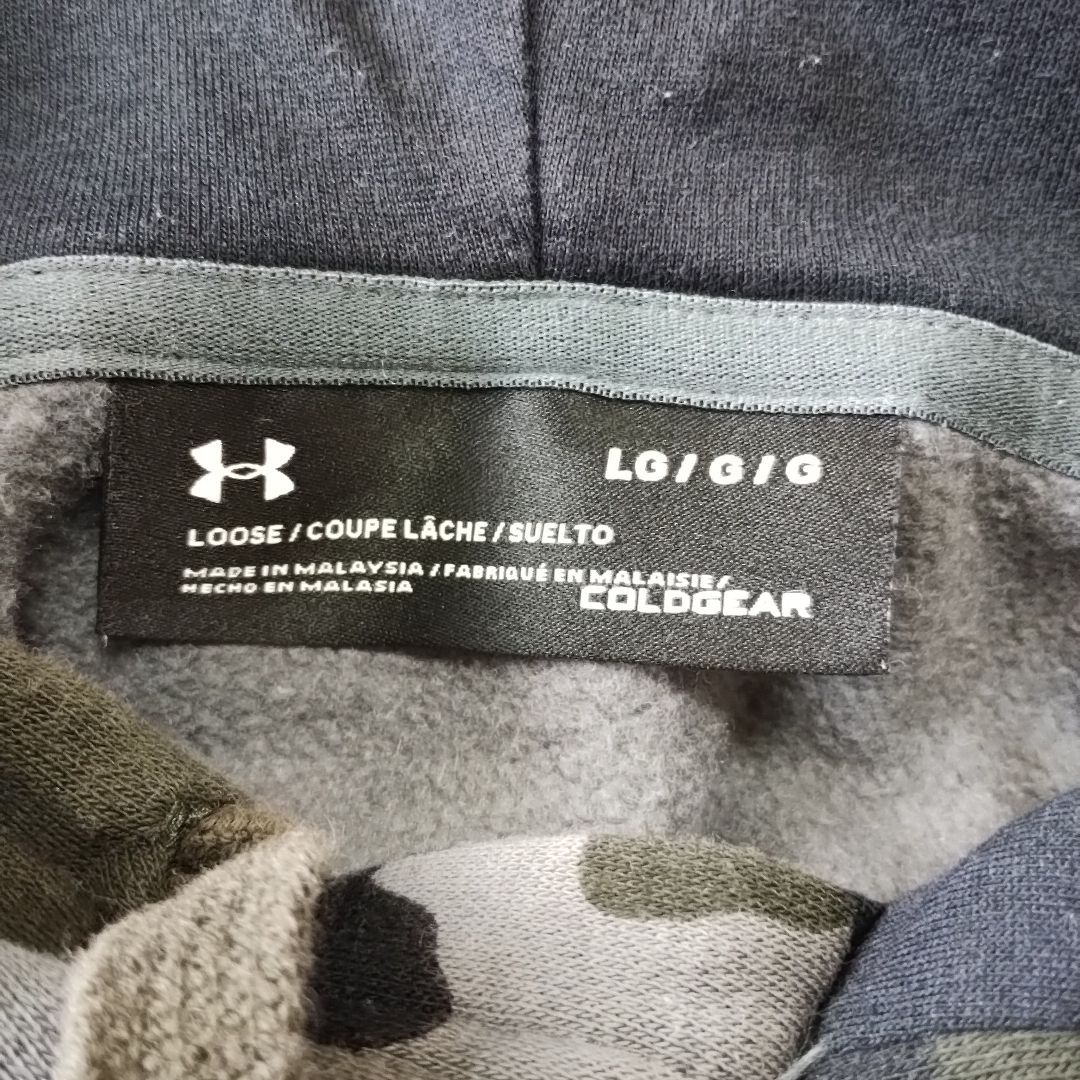 LG / G / G
LOOSE / COUPE LÂCHE / SUELTO
MADE IN MALAYSIA / FABRIQUÉ EN MALAISIE /
HECHO EN MALASIA
COLDGEAR